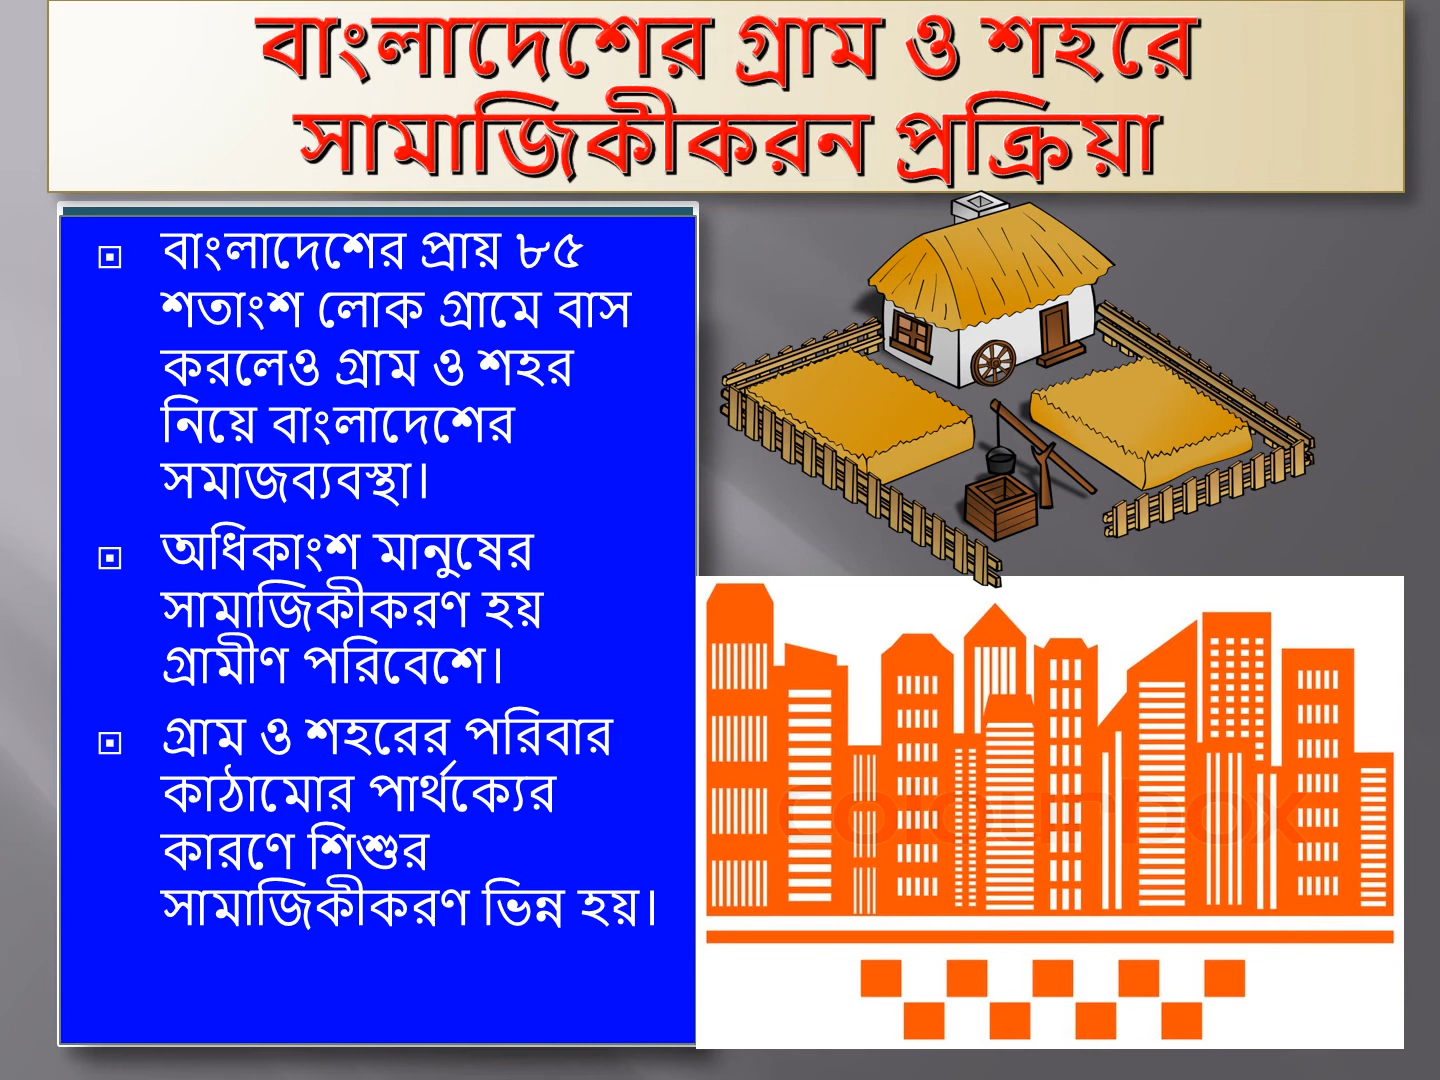 বাংলাদেশের গ্রাম ও শহরে
সামাজিকীকরন প্রক্রিয়া
বাংলাদেশের প্রায় ৮৫
শতাংশ লোক গ্রামে বাস
করলেও গ্রাম ও শহর
নিয়ে বাংলাদেশের
সমাজব্যবস্থা।
অধিকাংশ মানুষের
সামাজিকীকরণ হয়
গ্রামীণ পরিবেশে।
গ্রাম ও শহরের পরিবার
কাঠামোর পার্থক্যের
কারণে শিশুর
সামাজিকীকরণ ভিন্ন হয়।
Colourbox